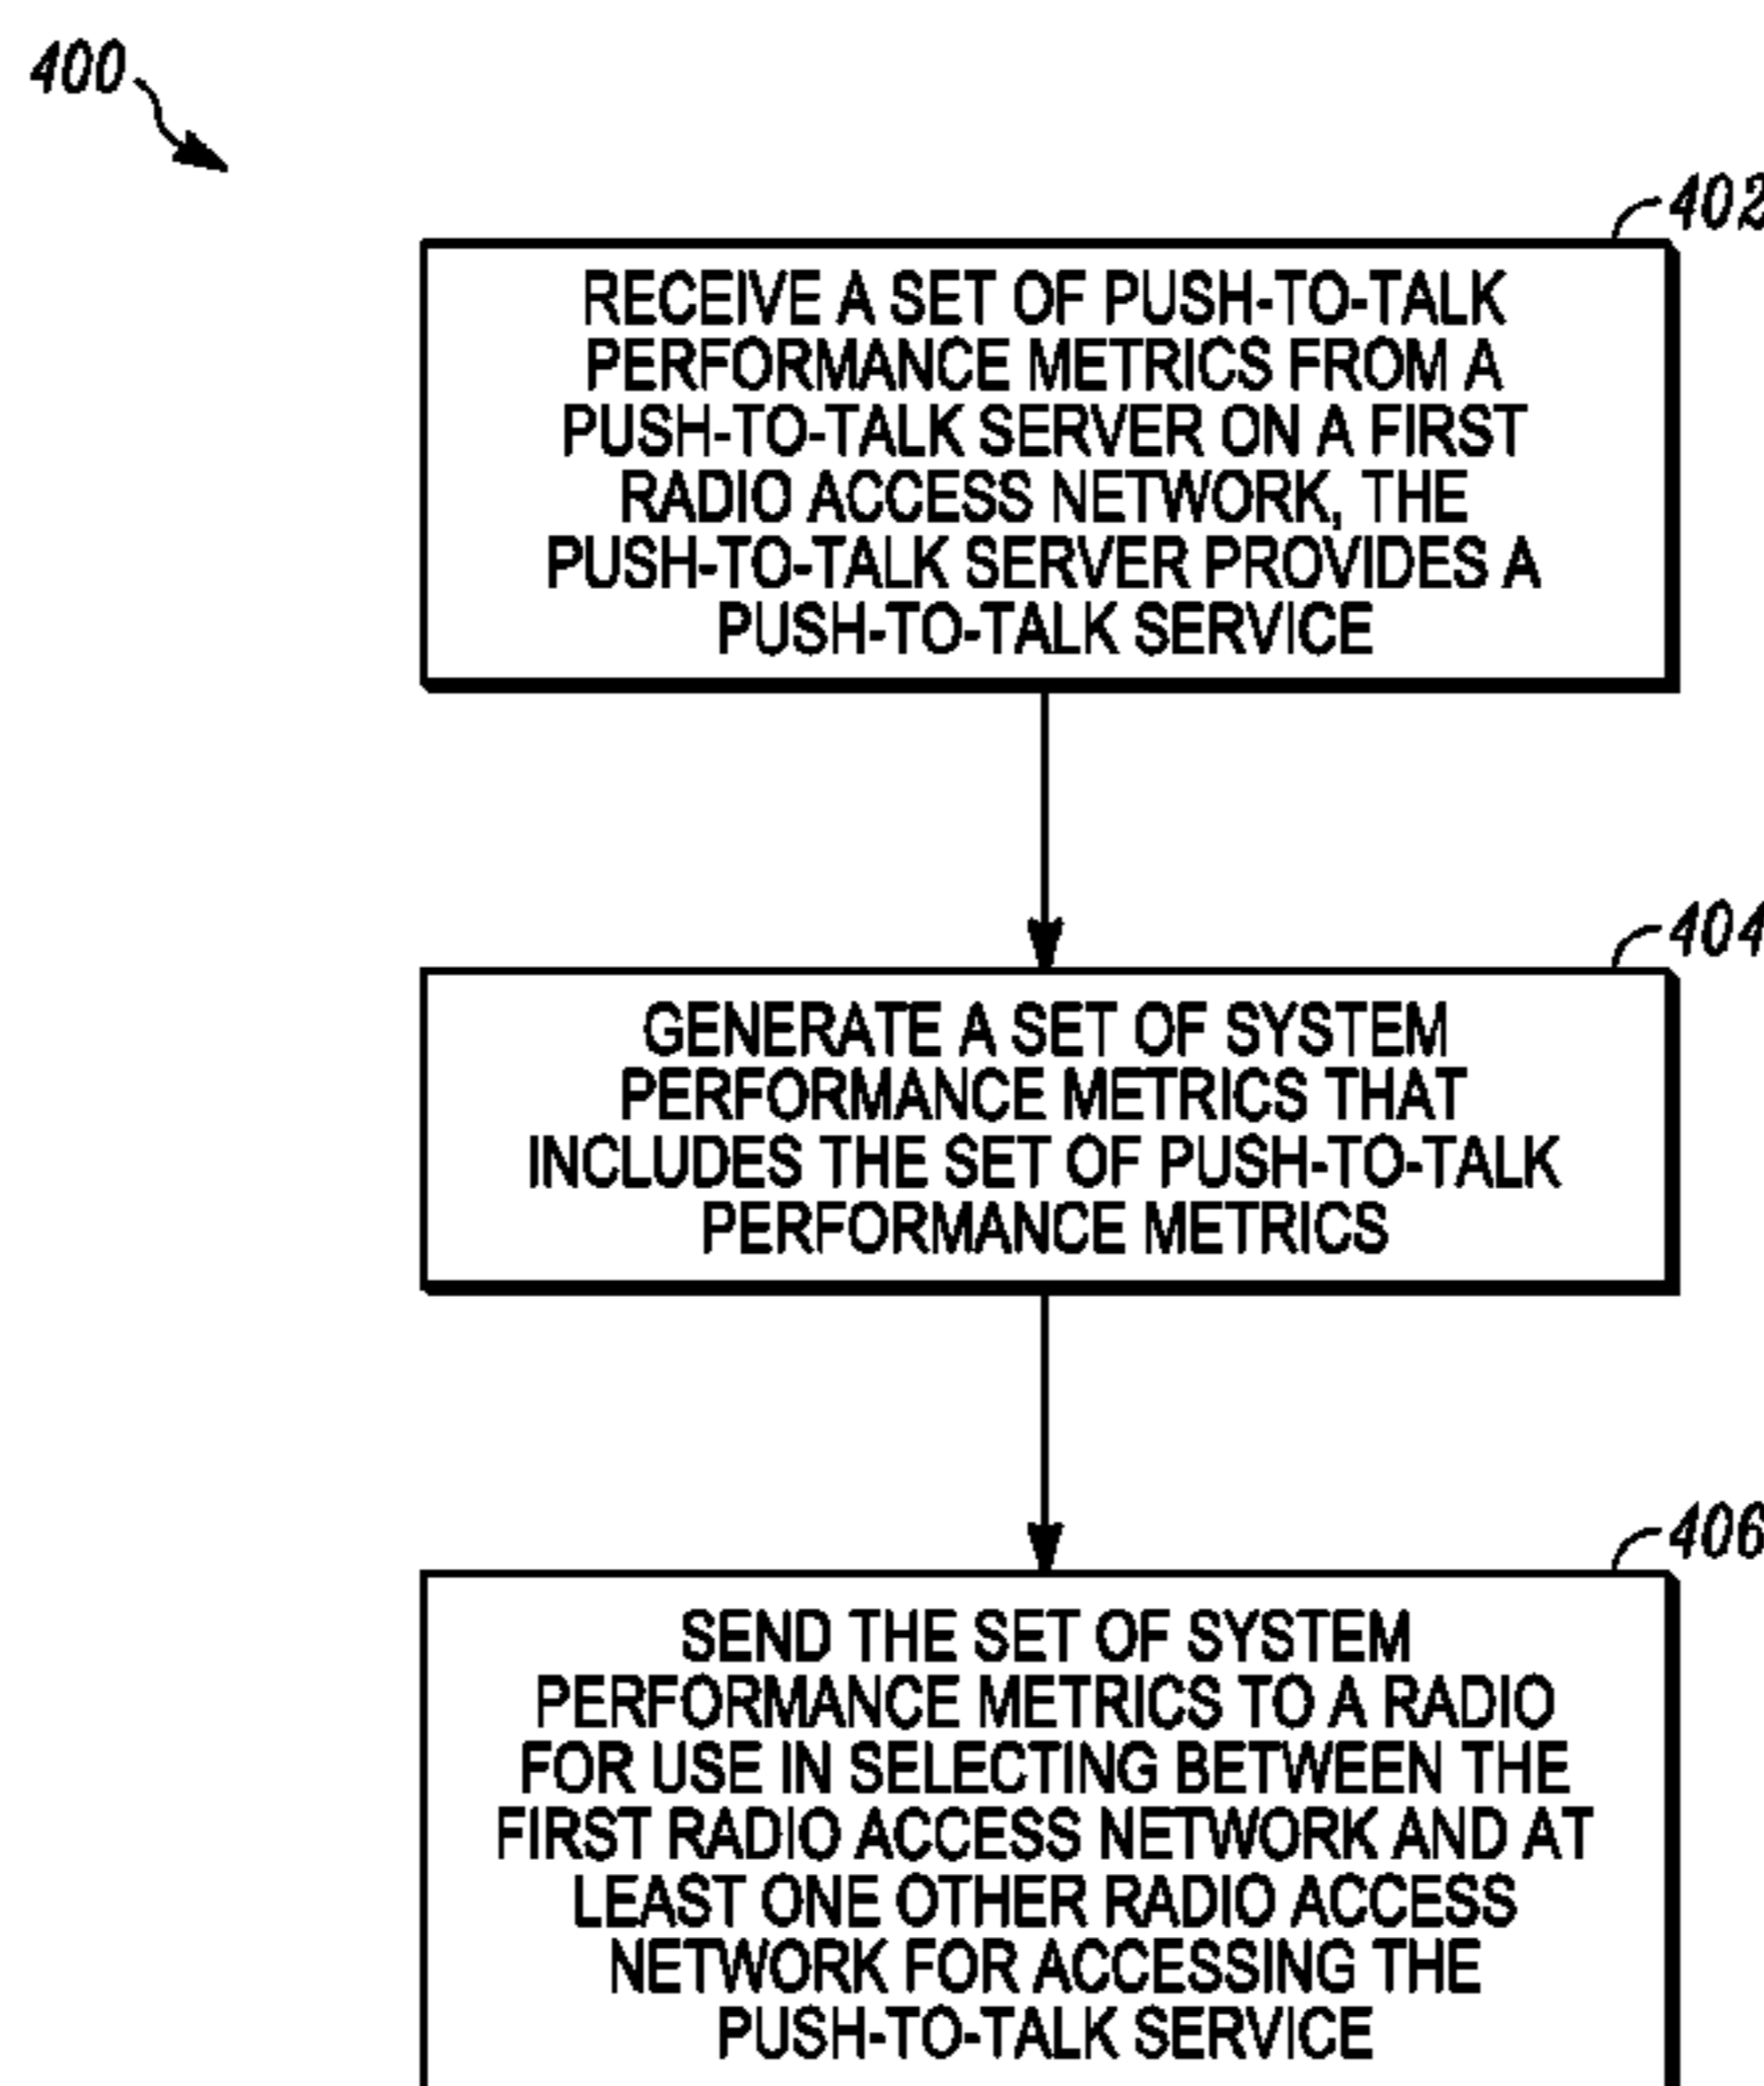 400
402
RECEIVE A SET OF PUSH-TO-TALK
PERFORMANCE METRICS FROM A
PUSH-TO-TALK SERVER ON A FIRST
RADIO ACCESS NETWORK, THE
PUSH-TO-TALK SERVER PROVIDES A
PUSH-TO-TALK SERVICE
404
GENERATE A SET OF SYSTEM
PERFORMANCE METRICS THAT
INCLUDES THE SET OF PUSH-TO-TALK
PERFORMANCE METRICS
406
SEND THE SET OF SYSTEM
PERFORMANCE METRICS TO A RADIO
FOR USE IN SELECTING BETWEEN THE
FIRST RADIO ACCESS NETWORK AND AT
LEAST ONE OTHER RADIO ACCESS
NETWORK FOR ACCESSING THE
PUSH-TO-TALK SERVICE